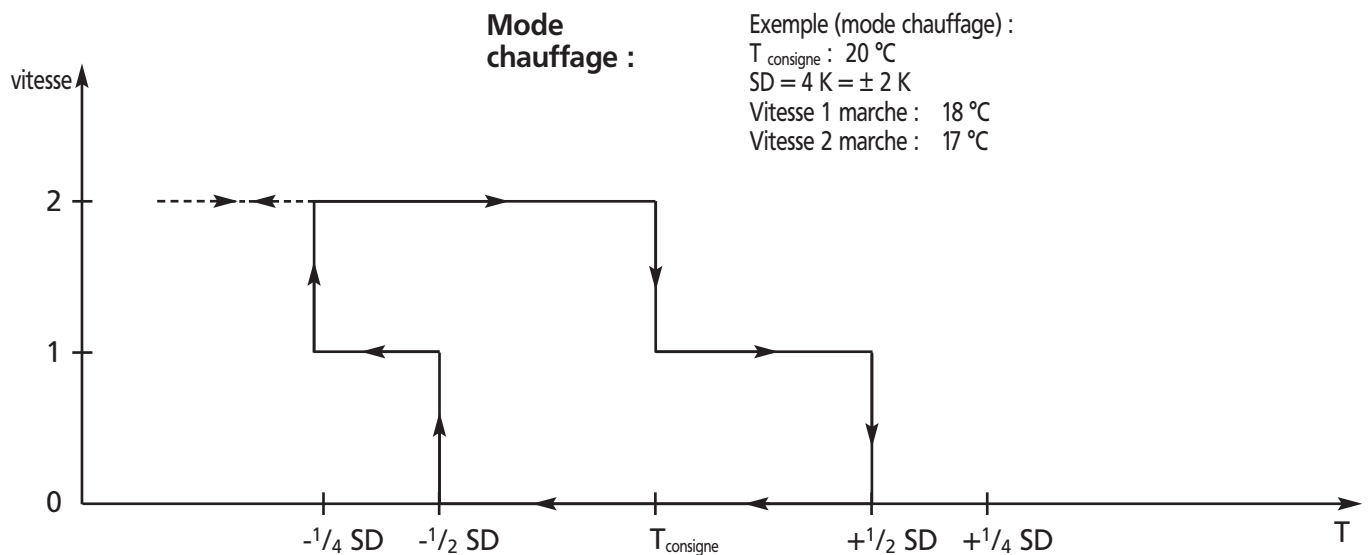 Mode
chauffage :
Exemple (mode chauffage) :
T consigne : 20 °C
SD = 4 K = ± 2 K
Vitesse 1 marche : 18 °C
Vitesse 2 marche : 17 °C
vitesse
2
1
0
-1/4 SD -1/2 SD Tconsigne +1/2 SD +1/4 SD T